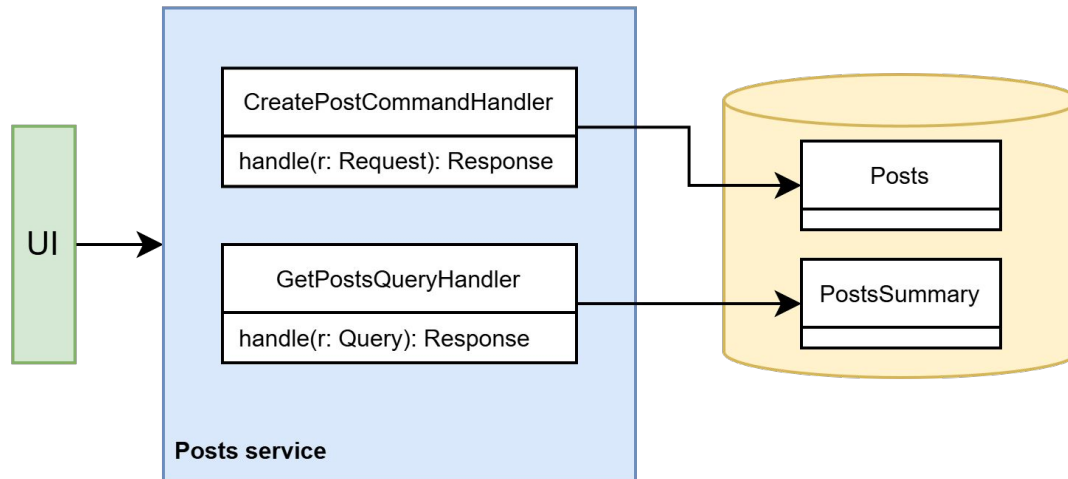 UI
CreatePostCommandHandler
handle(r: Request): Response
GetPostsQueryHandler
handle(r: Query): Response
Posts service
Posts
PostsSummary